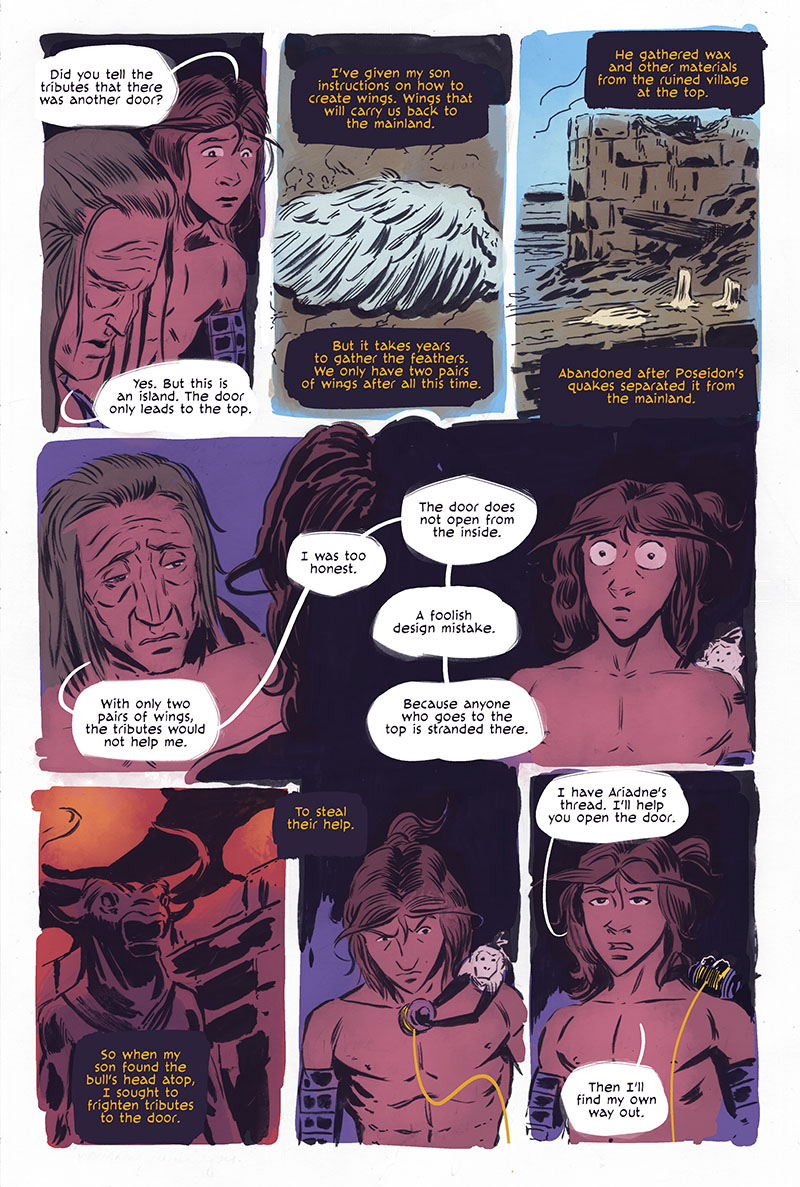 Did you tell the
tributes that there
was another door?
Yes. But this is
an island. The door
only leads to the top.
I've given my son
instructions on how to
create wings. Wings that
will carry us back to
the mainland.
But it takes years
to gather the feathers.
We only have two pairs
of wings after all this time.
He gathered wax
and other materials
from the ruined village
at the top.
Abandoned after Poseidon's
quakes separated it from
the mainland.
With only two
pairs of wings,
the tributes would
not help me.
I was too
honest.
The door does
not open from
the inside.
A foolish
design mistake.
Because anyone
who goes to the
top is stranded there.
So when my
son found the
bull's head atop,
I sought to
frighten tributes
to the door.
To steal
their help.
I have Ariadne's
thread. I'll help
you open the door.
Then I'll
find my own
way out.